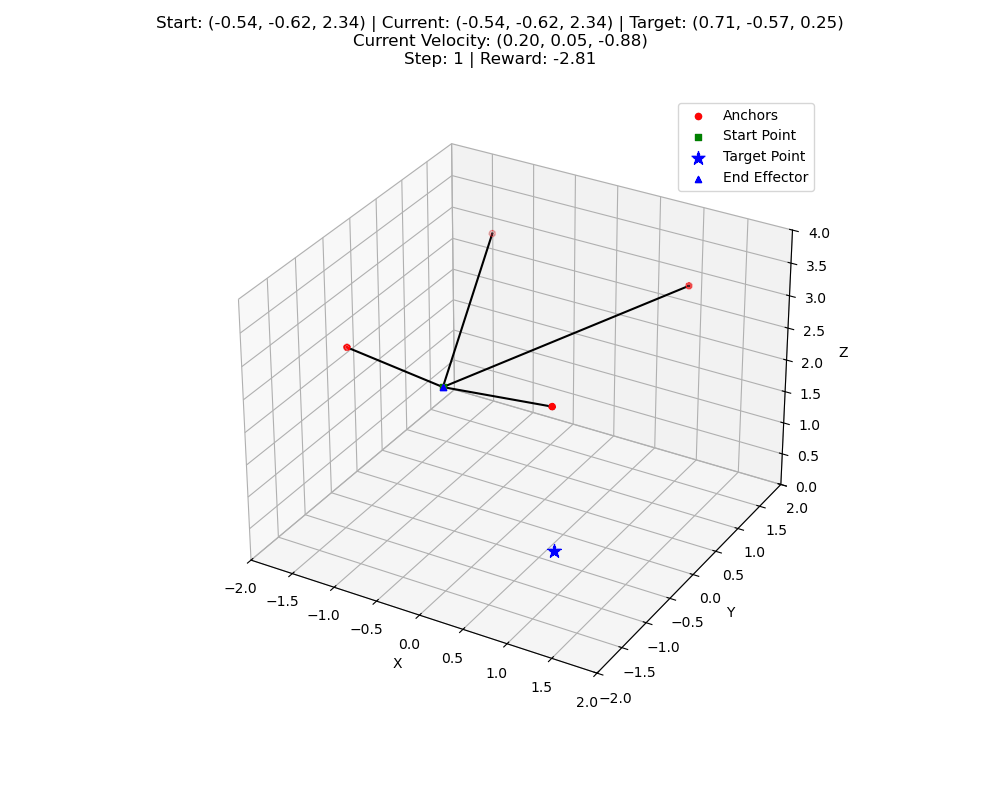 Start: (-0.54, -0.62, 2.34) | Current: (-0.54, -0.62, 2.34) | Target: (0.71, -0.57, 0.25)
Current Velocity: (0.20, 0.05, -0.88)
Step: 1 | Reward: -2.81
Anchors
Start Point
Target Point
End Effector
4.0
3.5
3.0
2.5
2.0
1.5
1.0
0.5
0.0
Z
2.0
1.5
1.0
0.5
0.0
−0.5
−1.0
−1.5
−2.0
Y
−2.0
−1.5
−1.0
−0.5
0.0
0.5
1.0
1.5
2.0
X